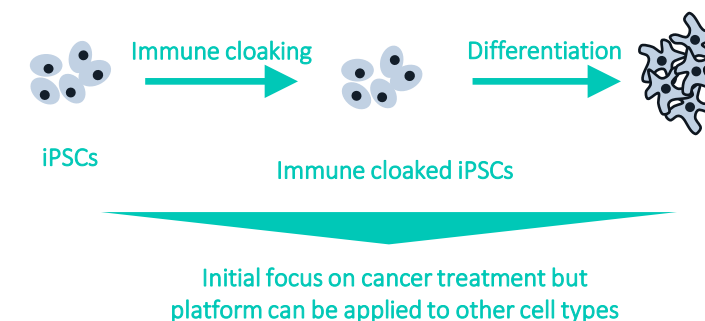 Immune cloaking
Differentiation
iPSCs
Immune cloaked iPSCs
Initial focus on cancer treatment but
platform can be applied to other cell types